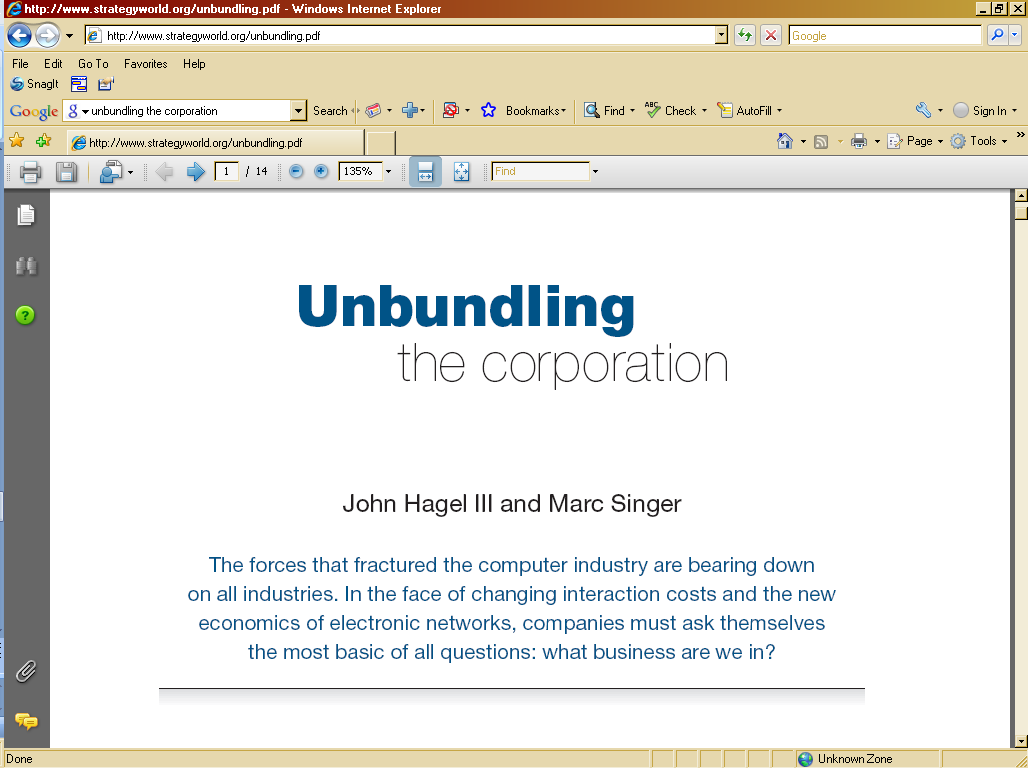 http://www.strategyworld.org/unbundling.pdf - Windows Internet Explorer
http://www.strategyworld.org/unbundling.pdf
Google
File Edit Go To Favorites Help
SnagIt
Google g unbundling the corporation Search Bookmarks Find ABC Check AutoFill Sign In
http://www.strategyworld.org/unbundling.pdf Page Tools »
1 / 14 135% Find
Unbundling
the corporation
John Hagel III and Marc Singer
The forces that fractured the computer industry are bearing down
on all industries. In the face of changing interaction costs and the new
economics of electronic networks, companies must ask themselves
the most basic of all questions: what business are we in?
Done Unknown Zone